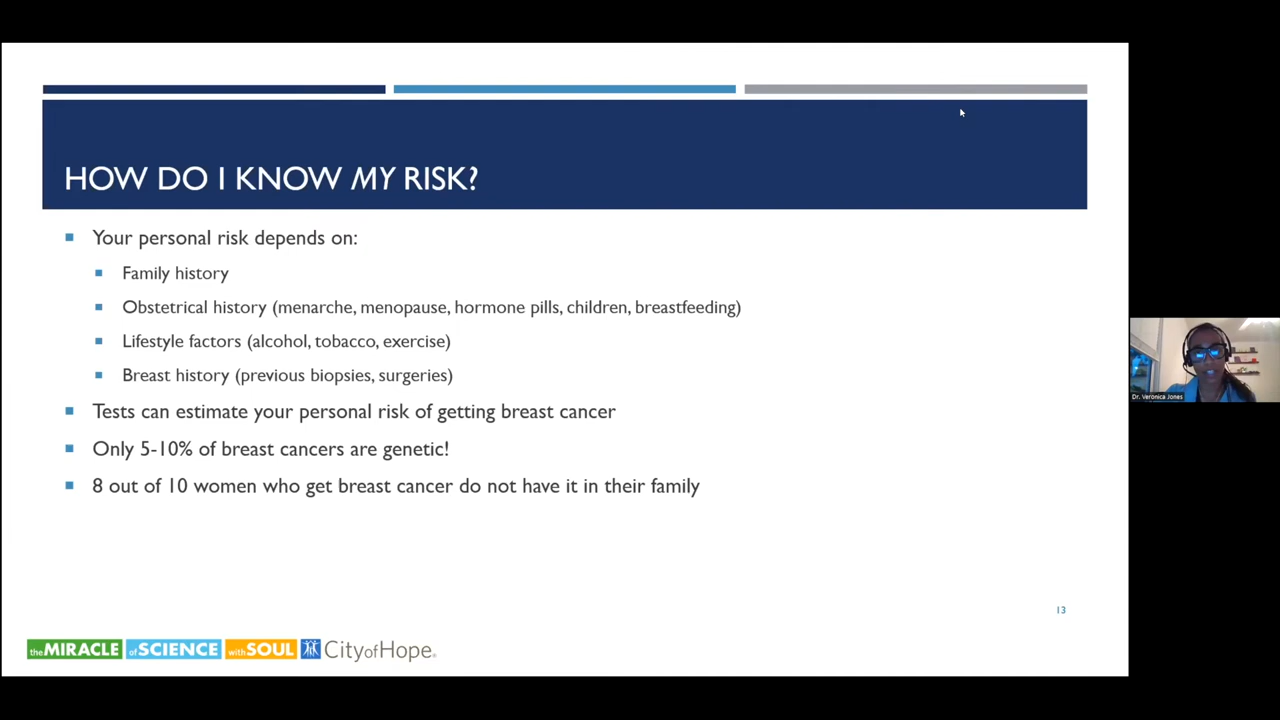 HOW DO I KNOW MY RISK?
Your personal risk depends on:
Family history
Obstetrical history (menarche, menopause, hormone pills, children, breastfeeding)
Lifestyle factors (alcohol, tobacco, exercise)
Breast history (previous biopsies, surgeries)
Tests can estimate your personal risk of getting breast cancer
Only 5-10% of breast cancers are genetic!
8 out of 10 women who get breast cancer do not have it in their family
Dr. Veronica Jones
13
the MIRACLE of SCIENCE with SOUL City of Hope®